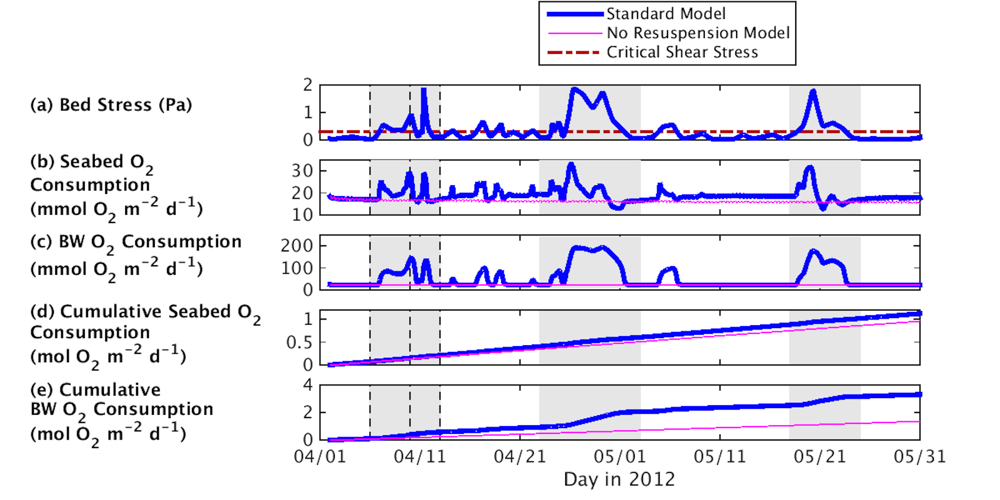 Standard Model
No Resuspension Model
Critical Shear Stress
(a) Bed Stress (Pa)
2
1
0
(b) Seabed O₂
Consumption
(mmol O₂ m⁻² d⁻¹)
30
20
10
(c) BW O₂ Consumption
(mmol O₂ m⁻² d⁻¹)
200
100
0
(d) Cumulative Seabed O₂
Consumption
(mol O₂ m⁻² d⁻¹)
1
0.5
0
(e) Cumulative
BW O₂ Consumption
(mol O₂ m⁻² d⁻¹)
4
2
0
04/01 04/11 04/21 05/01 05/11 05/21 05/31
Day in 2012